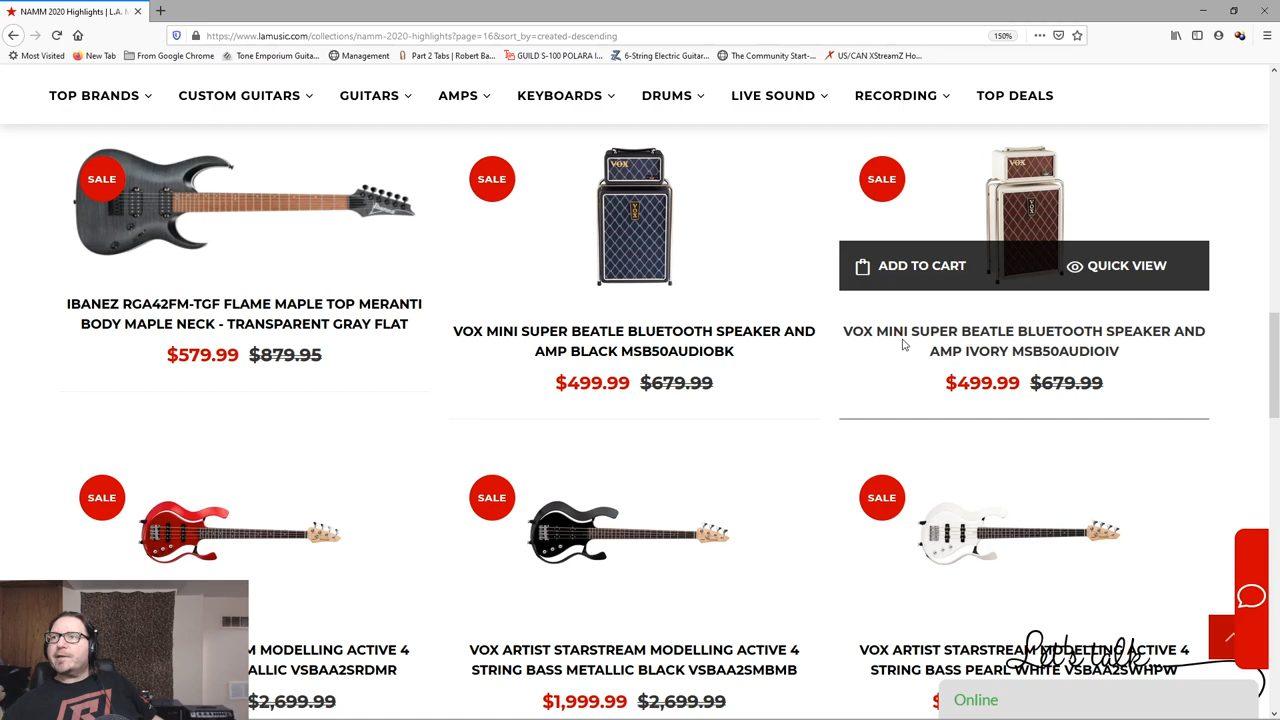 NAMM 2020 Highlights | L.A. M
https://www.lamusic.com/collections/namm-2020-highlights?page=16&sort_by=created-descending
150%
Most Visited
New Tab
From Google Chrome
Tone Emporium Guita...
Management
Part 2 Tabs | Robert Ba...
GUILD S-100 POLARA I...
6-String Electric Guitar...
The Community Start-...
US/CAN XStreamZ Ho...
TOP BRANDS
CUSTOM GUITARS
GUITARS
AMPS
KEYBOARDS
DRUMS
LIVE SOUND
RECORDING
TOP DEALS
SALE
IBANEZ RGA42FM-TGF FLAME MAPLE TOP MERANTI
BODY MAPLE NECK - TRANSPARENT GRAY FLAT
$579.99 $879.95
SALE
VOX
VOX
VOX MINI SUPER BEATLE BLUETOOTH SPEAKER AND
AMP BLACK MSB50AUDIOBK
$499.99 $679.99
SALE
VOX
VOX
ADD TO CART
QUICK VIEW
VOX MINI SUPER BEATLE BLUETOOTH SPEAKER AND
AMP IVORY MSB50AUDIOIV
$499.99 $679.99
SALE
M MODELLING ACTIVE 4
ALLIC VSBAA2SRDMR
$2,699.99
SALE
VOX ARTIST STARSTREAM MODELLING ACTIVE 4
STRING BASS METALLIC BLACK VSBAA2SMBMB
$1,999.99 $2,699.99
SALE
VOX ARTIST STARSTREAM MODELLING ACTIVE 4
STRING BASS PEARL WHITE VSBAA2SWHPW
Let's talk...
Online